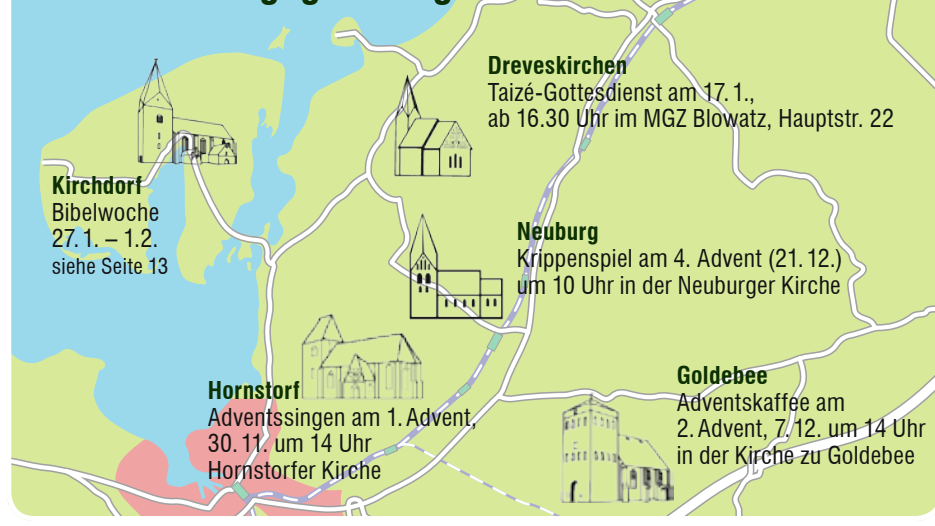 Dreveskirchen
Taizé-Gottesdienst am 17. 1.,
ab 16.30 Uhr im MGZ Blowatz, Hauptstr. 22
Kirchdorf
Bibelwoche
27. 1. – 1.2.
siehe Seite 13
Neuburg
Krippenspiel am 4. Advent (21. 12.)
um 10 Uhr in der Neuburger Kirche
Hornstorf
Adventssingen am 1. Advent,
30. 11. um 14 Uhr
Hornstorfer Kirche
Goldebee
Adventskaffee am
2. Advent, 7. 12. um 14 Uhr
in der Kirche zu Goldebee